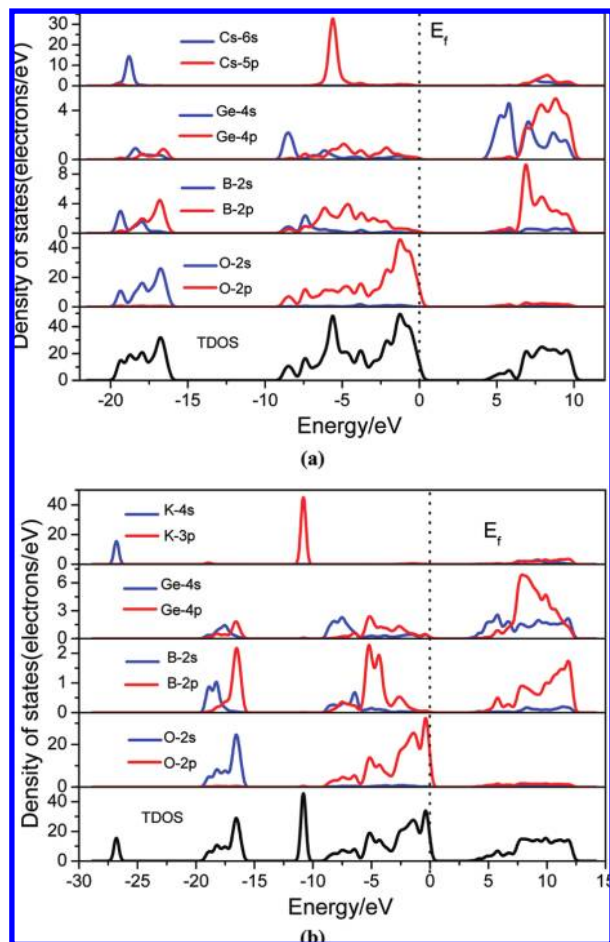 Density of states(electrons/eV)
E_f
30
15
0
Cs-6s
Cs-5p
4
0
Ge-4s
Ge-4p
8
4
0
B-2s
B-2p
40
20
0
O-2s
O-2p
40
20
0
TDOS
-20 -15 -10 -5 0 5 10
Energy/eV
(a)
Density of states(electrons/eV)
E_f
40
20
0
K-4s
K-3p
6
3
0
Ge-4s
Ge-4p
2
1
0
B-2s
B-2p
20
0
O-2s
O-2p
40
20
0
TDOS
-30 -25 -20 -15 -10 -5 0 5 10 15
Energy/eV
(b)